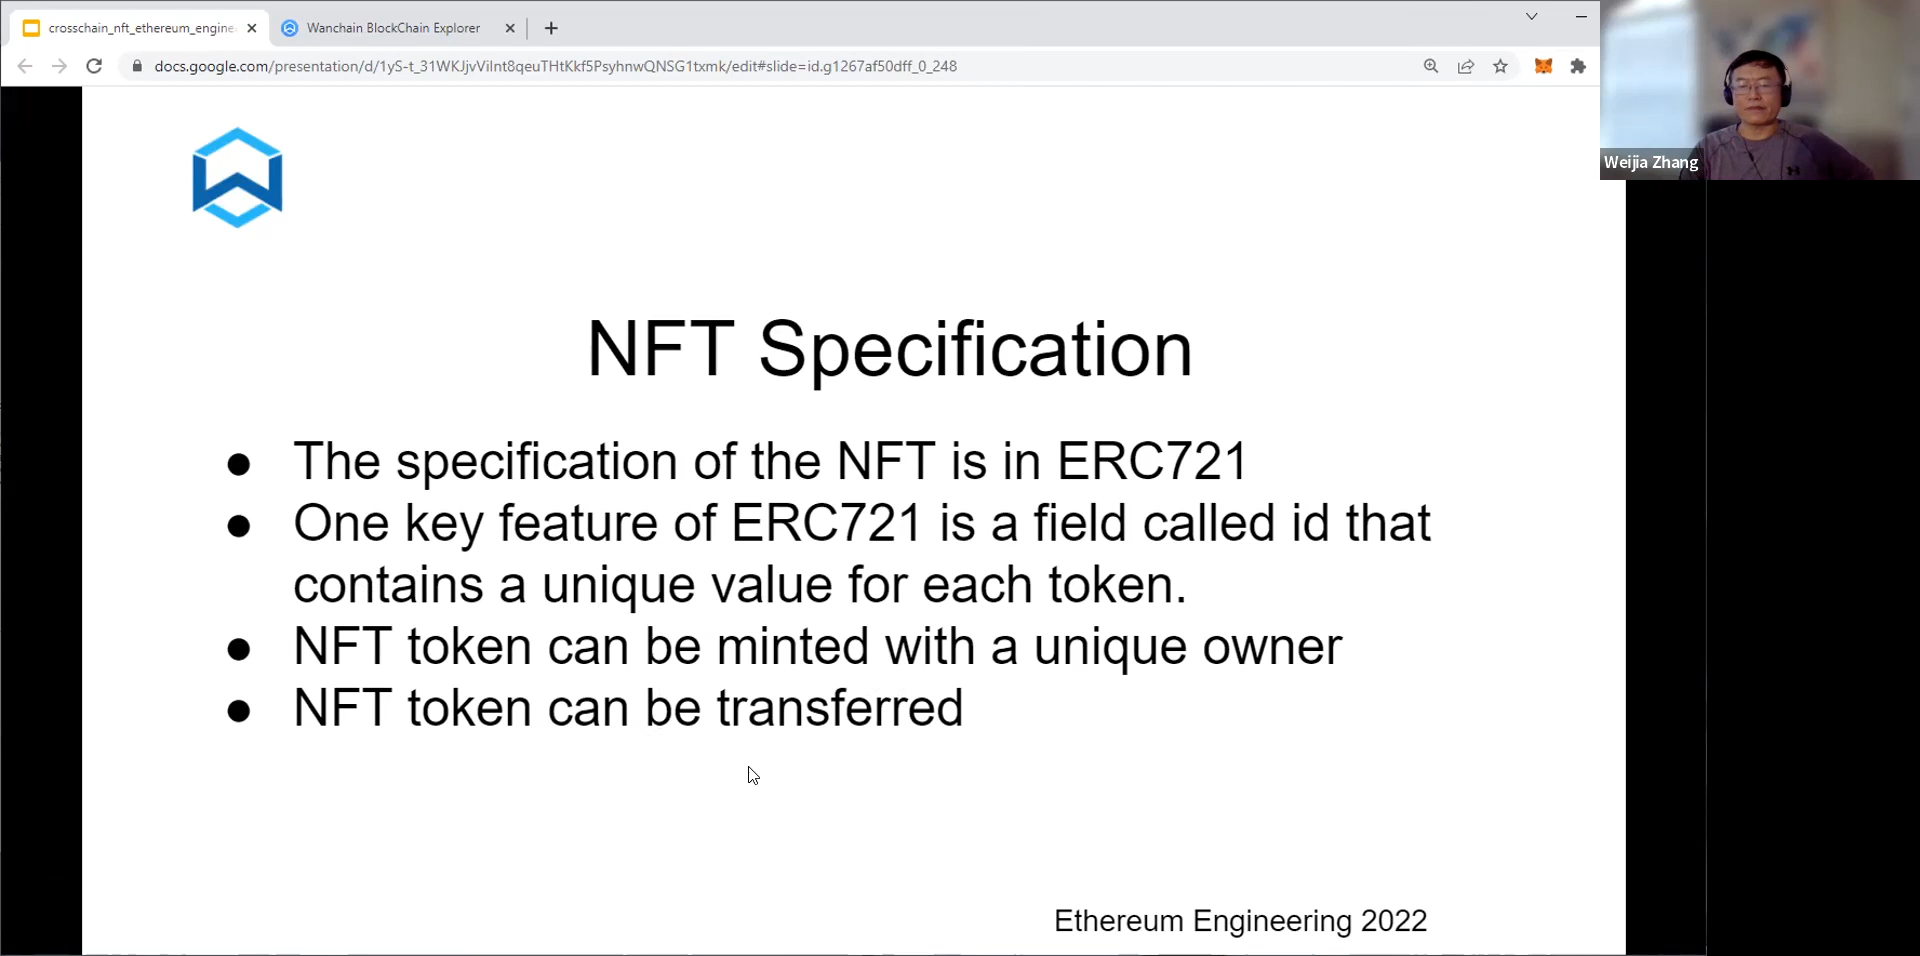 crosschain_nft_ethereum_engine
Wanchain BlockChain Explorer
docs.google.com/presentation/d/1yS-t_31WKJjvViInt8qeuTHtKkf5PsyhnwQNSG1txmk/edit#slide=id.g1267af50dff_0_248
Weijia Zhang
NFT Specification
● The specification of the NFT is in ERC721
● One key feature of ERC721 is a field called id that
contains a unique value for each token.
● NFT token can be minted with a unique owner
● NFT token can be transferred
Ethereum Engineering 2022